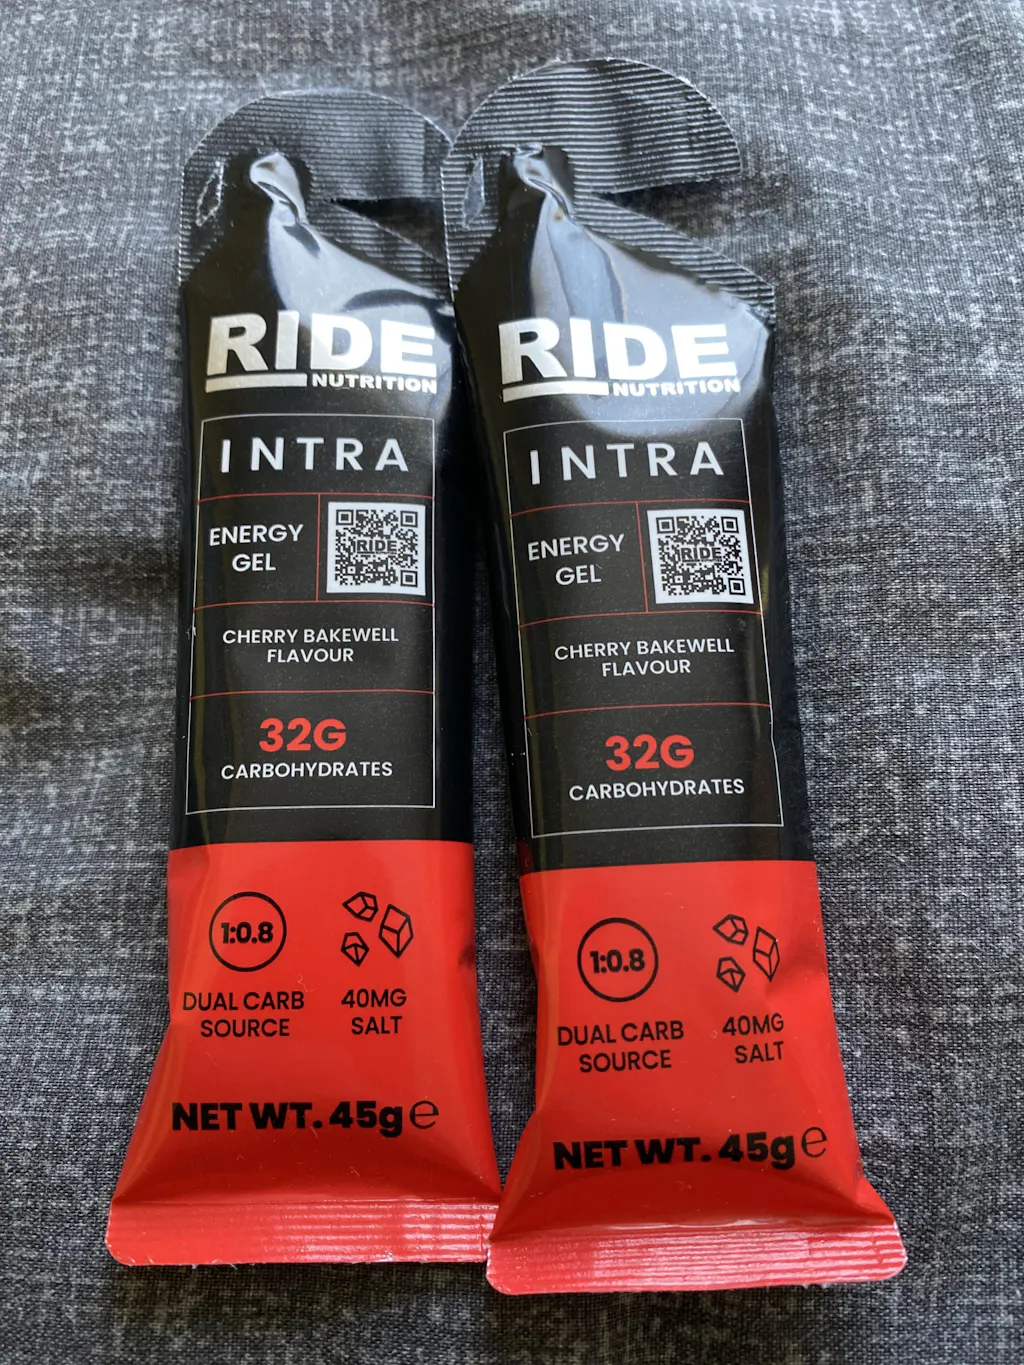 RIDE
NUTRITION
INTRA
ENERGY
GEL
RIDE
CHERRY BAKEWELL
FLAVOUR
32G
CARBOHYDRATES
1:0.8
DUAL CARB
SOURCE
40MG
SALT
NET WT. 45g℮
RIDE
NUTRITION
INTRA
ENERGY
GEL
RIDE
CHERRY BAKEWELL
FLAVOUR
32G
CARBOHYDRATES
1:0.8
DUAL CARB
SOURCE
40MG
SALT
NET WT. 45g℮